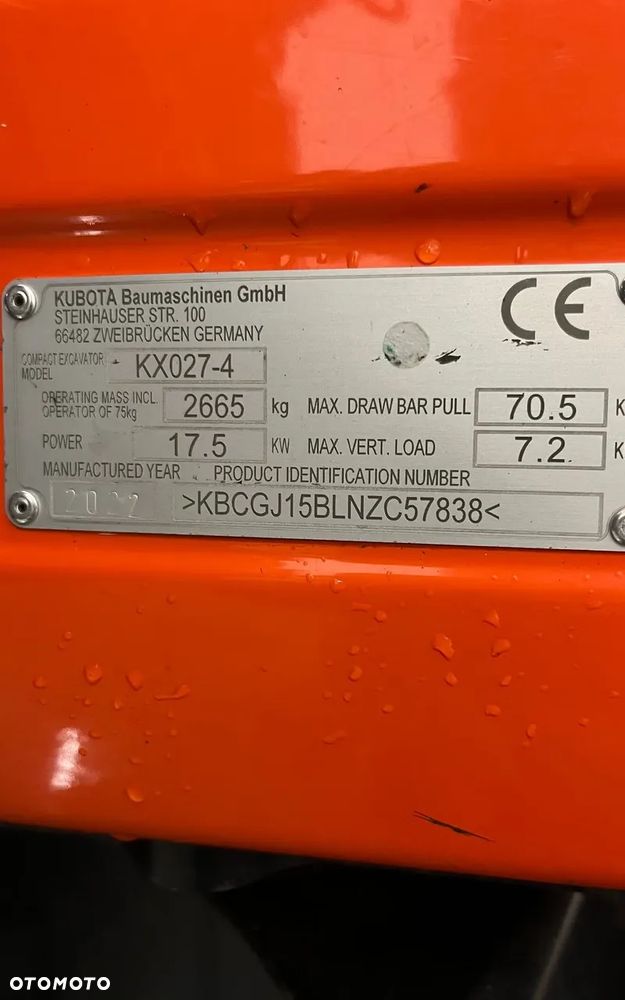 KUBOTA Baumaschinen GmbH
STEINHAUSER STR. 100
66482 ZWEIBRÜCKEN GERMANY
CE
COMPACT EXCAVATOR
MODEL
KX027-4
OPERATING MASS INCL.
OPERATOR OF 75kg
2665 kg
MAX. DRAW BAR PULL 70.5
POWER 17.5 KW
MAX. VERT. LOAD 7.2
MANUFACTURED YEAR PRODUCT IDENTIFICATION NUMBER
2022 >KBCGJ15BLNZC57838<
OTOMOTO